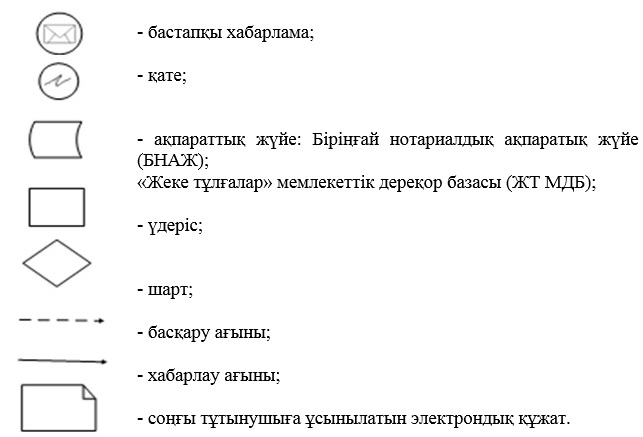 - бастапқы хабарлама;
- қате;
- ақпараттық жүйе: Біріңғай нотариалдық ақпаратық жүйе
(БНАЖ);
«Жеке тұлғалар» мемлекеттік дереқор базасы (ЖТ МДБ);
- үдеріс;
- шарт;
- басқару ағыны;
- хабарлау ағыны;
- соңғы тұтынушыға ұсынылатын электрондық құжат.